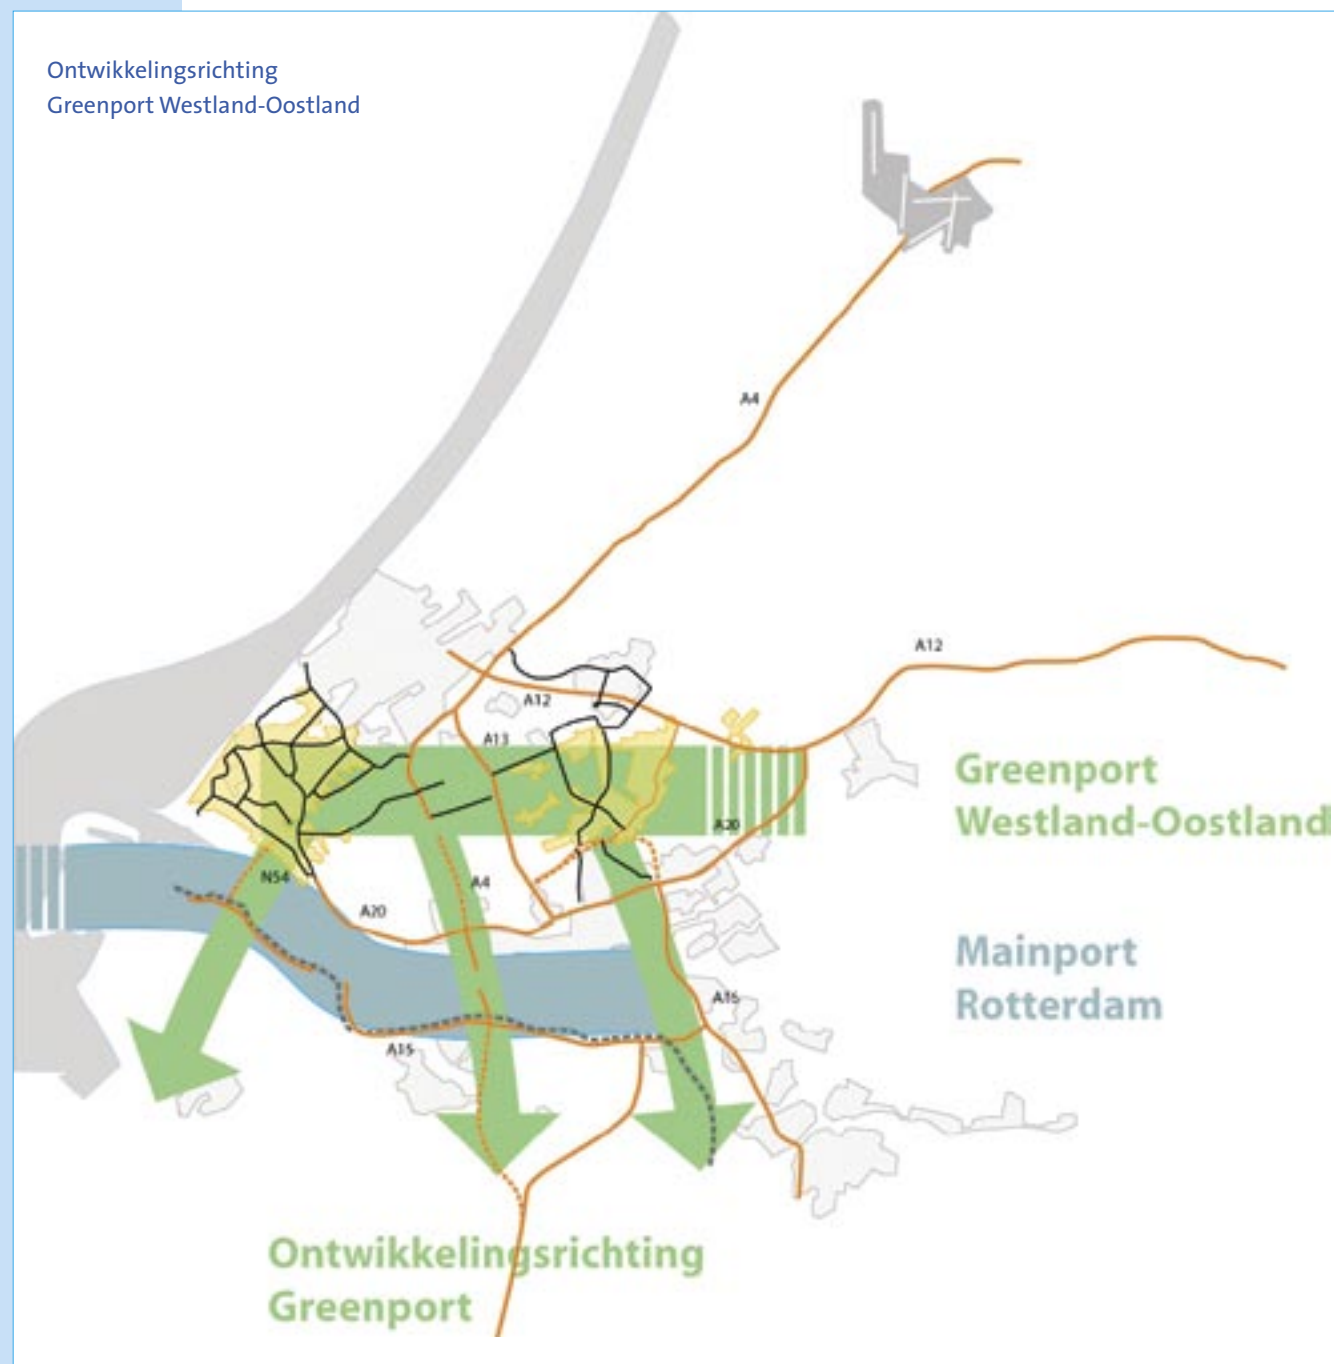 Ontwikkelingsrichting
Greenport Westland-Oostland
A4
A12
A12
A13
Greenport
Westland-Oostland
A20
N54
A4
A20
Mainport
Rotterdam
A15
A15
Ontwikkelingsrichting
Greenport